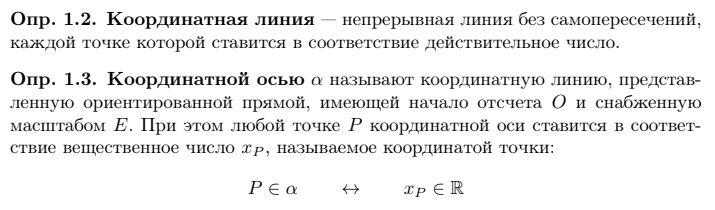 Опр. 1.2. Координатная линия — непрерывная линия без самопересечений,
каждой точке которой ставится в соответствие действительное число.
Опр. 1.3. Координатной осью α называют координатную линию, представ-
ленную ориентированной прямой, имеющей начало отсчета O и снабженную
масштабом E. При этом любой точке P координатной оси ставится в соответ-
ствие вещественное число x_P, называемое координатой точки:
P ∈ α ↔ x_P ∈ ℝ